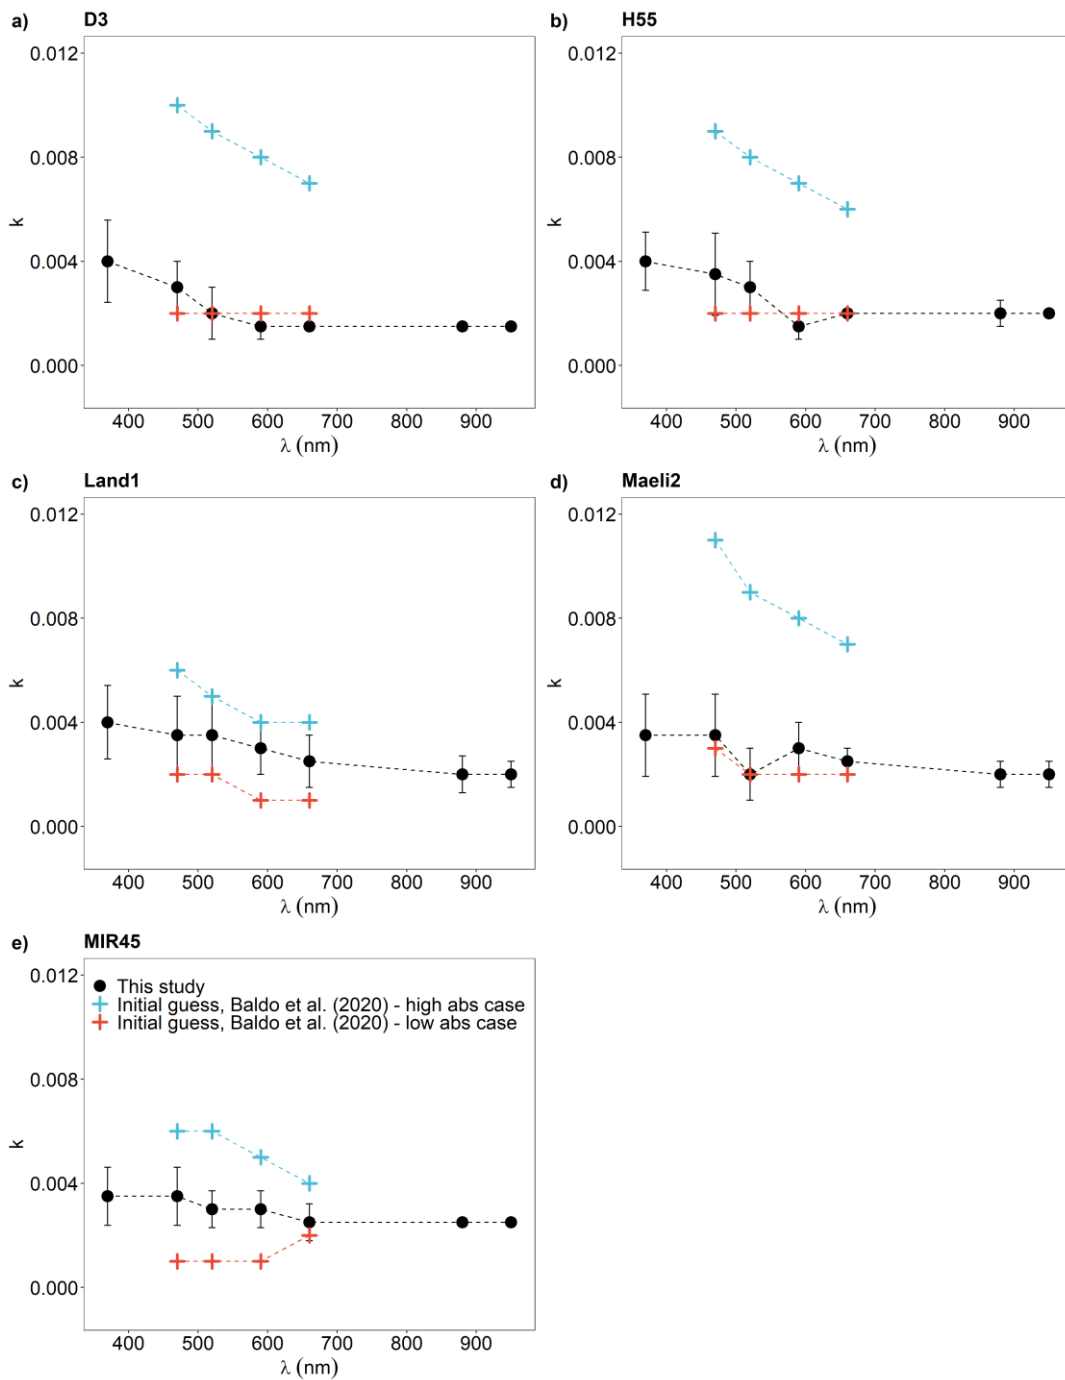 a) D3
0.012
0.008
0.004
0.000
k
400 500 600 700 800 900
λ (nm)
b) H55
0.012
0.008
0.004
0.000
k
400 500 600 700 800 900
λ (nm)
c) Land1
0.012
0.008
0.004
0.000
k
400 500 600 700 800 900
λ (nm)
d) Maeli2
0.012
0.008
0.004
0.000
k
400 500 600 700 800 900
λ (nm)
e) MIR45
This study
Initial guess, Baldo et al. (2020) - high abs case
Initial guess, Baldo et al. (2020) - low abs case
0.012
0.008
0.004
0.000
k
400 500 600 700 800 900
λ (nm)